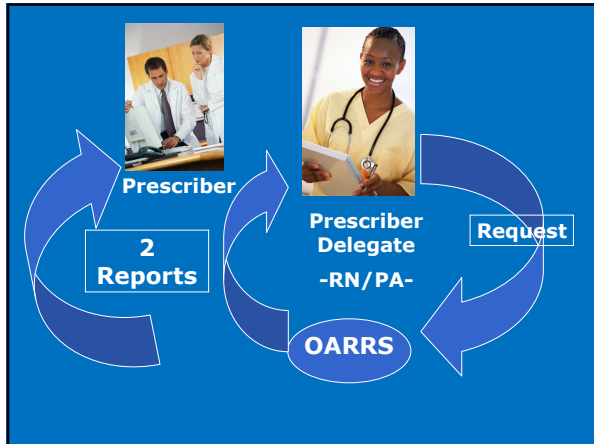 Prescriber
Prescriber
Delegate
-RN/PA-
Request
2
Reports
OARRS